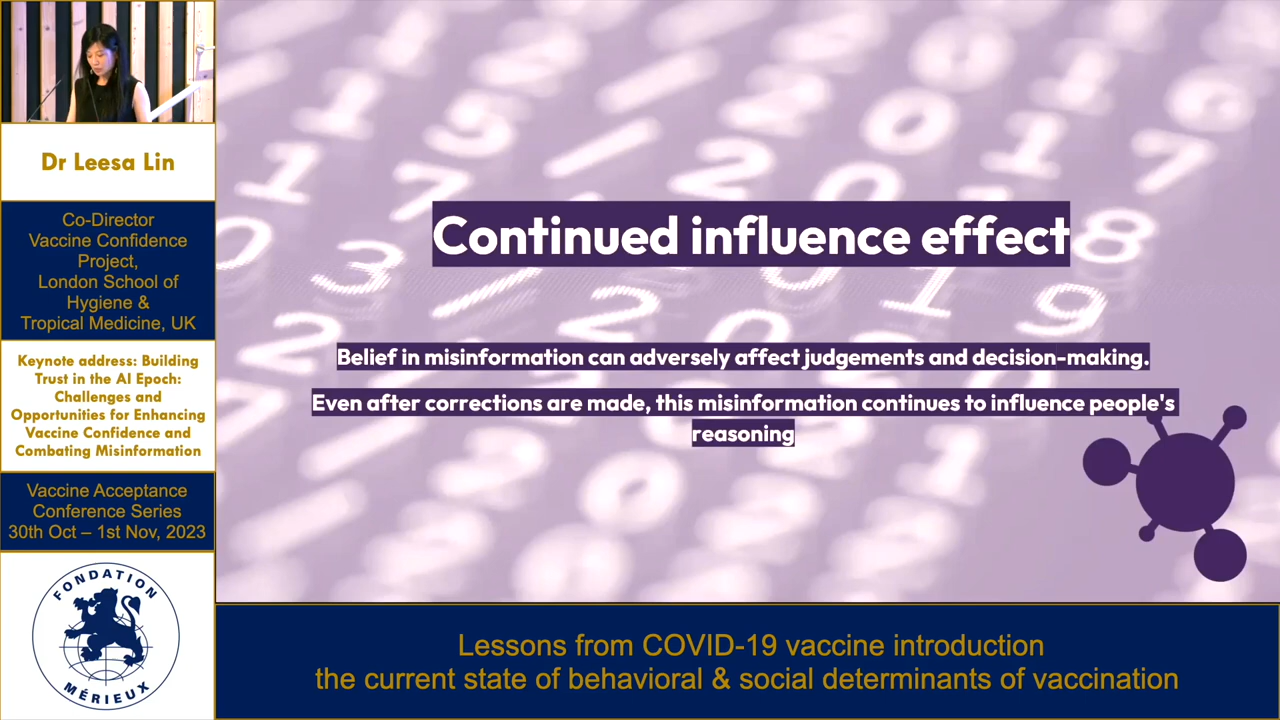 Dr Leesa Lin
Co-Director
Vaccine Confidence
Project,
London School of
Hygiene &
Tropical Medicine, UK
Keynote address: Building
Trust in the AI Epoch:
Challenges and
Opportunities for Enhancing
Vaccine Confidence and
Combating Misinformation
Vaccine Acceptance
Conference Series
30th Oct – 1st Nov, 2023
FONDATION
MÉRIEUX
Continued influence effect
Belief in misinformation can adversely affect judgements and decision-making.
Even after corrections are made, this misinformation continues to influence people's
reasoning
Lessons from COVID-19 vaccine introduction
the current state of behavioral & social determinants of vaccination